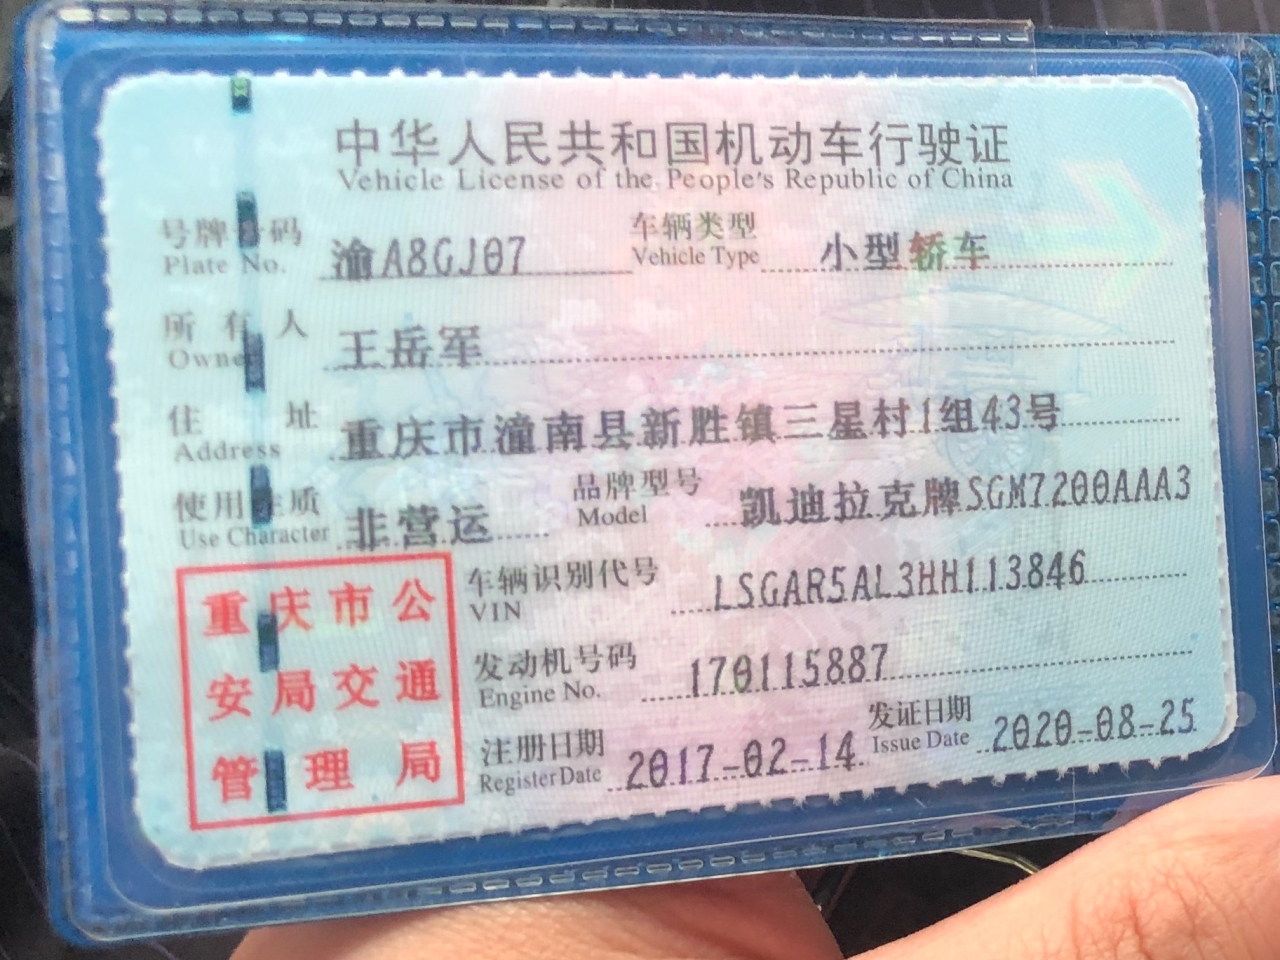 中华人民共和国机动车行驶证
Vehicle License of the People's Republic of China
号牌号码 渝A8GJ07 车辆类型 小型轿车
Plate No. Vehicle Type
所有人 王岳军
Owner
住址 重庆市潼南县新胜镇三星村1组43号
Address
使用性质 非营运 品牌型号 凯迪拉克牌SGM7200AAA3
Use Character Model
车辆识别代号 LSGAR5AL3HH113846
VIN
发动机号码 170115887
Engine No.
注册日期 2017-02-14 发证日期 2020-08-25
Register Date Issue Date
重庆市公
安局交通
管理局